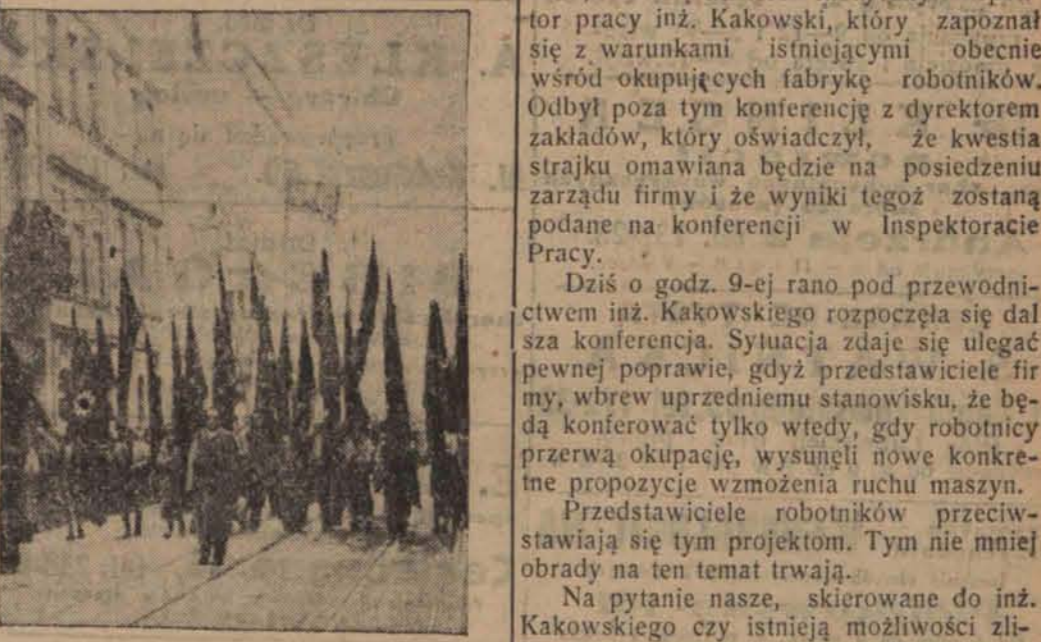 tor pracy inż. Kakowski, który zapoznał
się z warunkami istniejącymi obecnie
wśród okupujących fabrykę robotników.
Odbył poza tym konferencję z dyrektorem
zakładów, który oświadczył, że kwestia
strajku omawiana będzie na posiedzeniu
zarządu firmy i że wyniki tegoż zostaną
podane na konferencji w Inspektoracie
Pracy.
Dziś o godz. 9-ej rano pod przewodni-
ctwem inż. Kakowskiego rozpoczęła się dal
sza konferencja. Sytuacja zdaje się ulegać
pewnej poprawie, gdyż przedstawiciele fir
my, wbrew uprzedniemu stanowisku, że bę-
dą konferować tylko wtedy, gdy robotnicy
przerwą okupację, wysunęli nowe konkre-
tne propozycje wzmożenia ruchu maszyn.
Przedstawiciele robotników przeciw-
stawiają się tym projektom. Tym nie mniej
obrady na ten temat trwają.
Na pytanie nasze, skierowane do inż.
Kakowskiego czy istnieją możliwości zli-